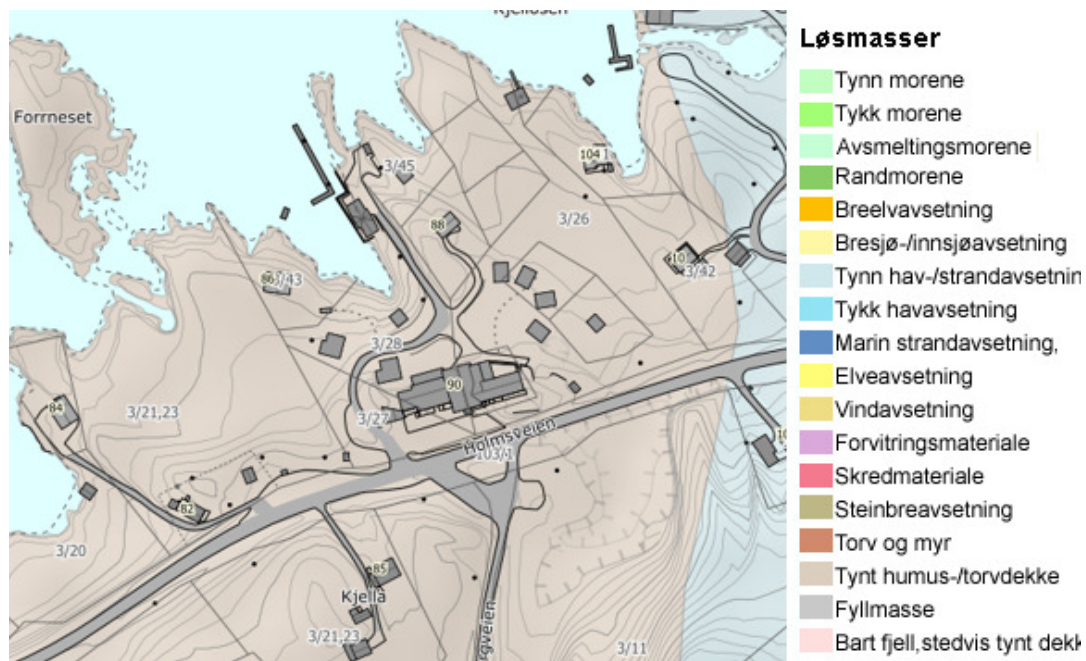 Kjellosen
Forrneset
104
3/45
88
3/26
10
3/42
86
3/43
3/28
90
84
3/21,23
3/27
Holmsveien
103/1
82
3/20
85
Kjella
3/21,23
3/11
Løsmasser
Tynn morene
Tykk morene
Avsmeltingsmorene
Randmorene
Breelvavsetning
Bresjø-/innsjøavsetning
Tynn hav-/strandavsetnin
Tykk havavsetning
Marin strandavsetning,
Elveavsetning
Vindavsetning
Forvitringsmateriale
Skredmateriale
Steinbreavsetning
Torv og myr
Tynt humus-/torvdekke
Fyllmasse
Bart fjell,stedvis tynt dekk